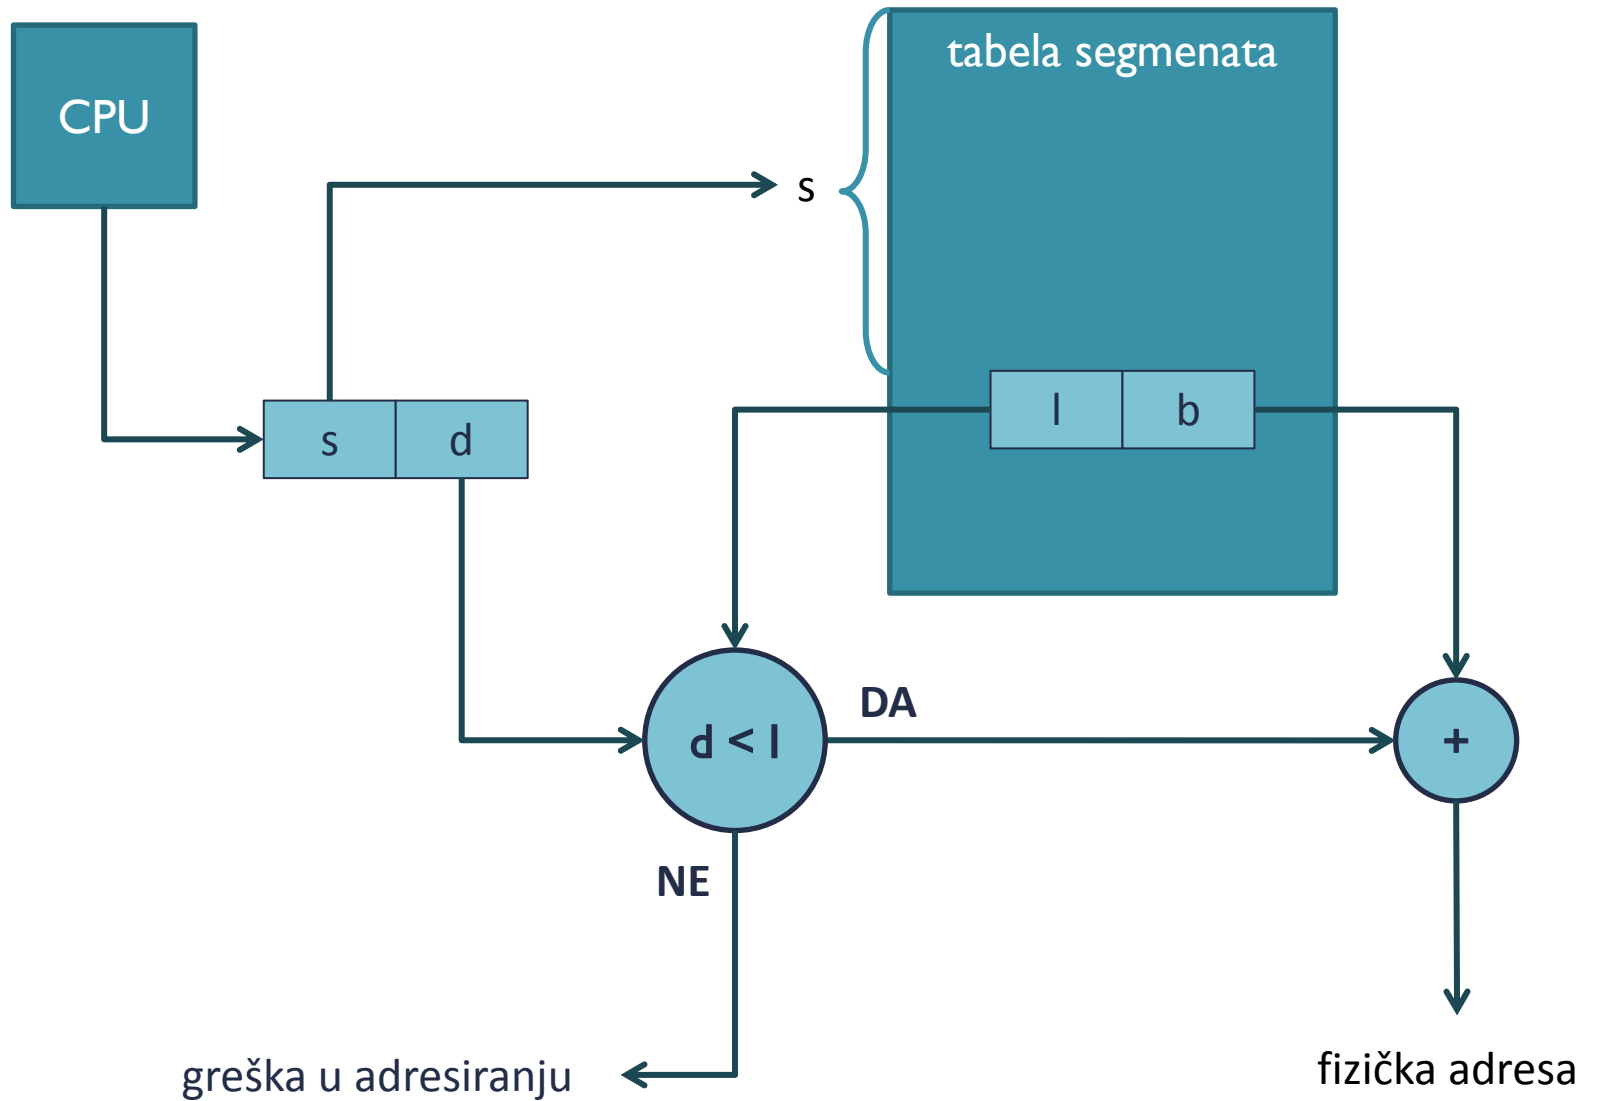 tabela segmenata
CPU
s
l b
s d
DA
d < l
+
NE
fizička adresa
greška u adresiranju